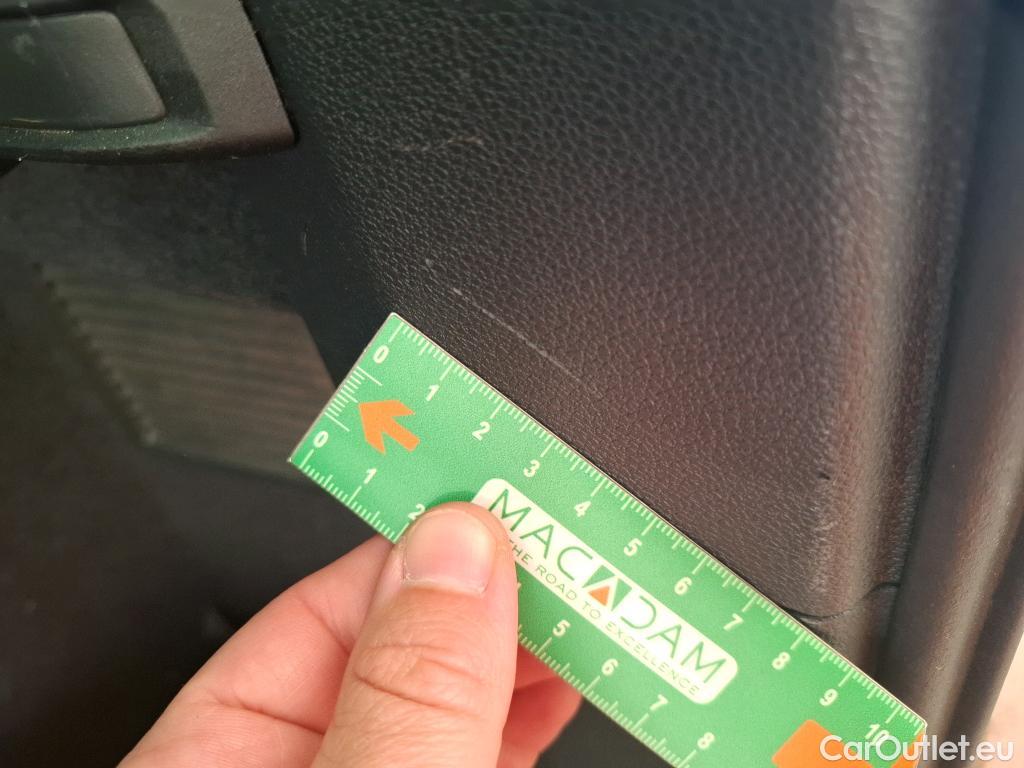 0 1 2 3 4 5 6 7 8 9 10
MACADAM
THE ROAD TO EXCELLENCE
0 1 2 5 6 7 8
CarOutlet.eu